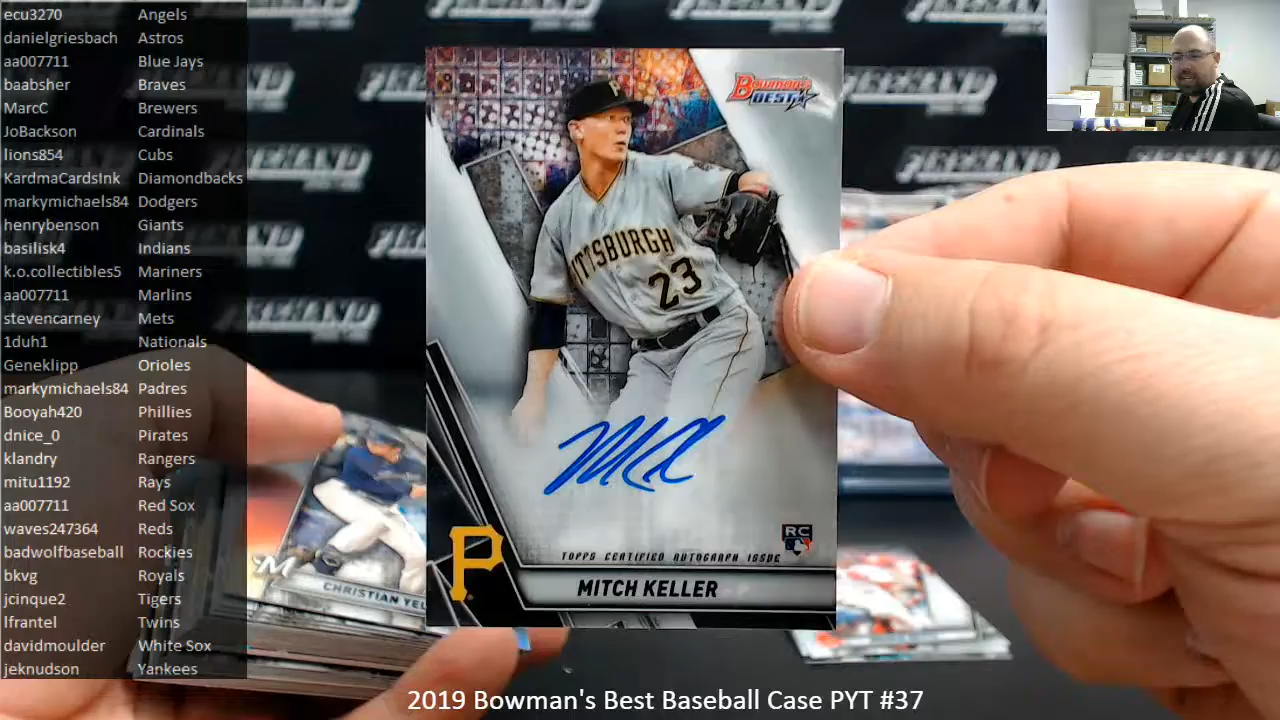 ecu3270 Angels
danielgriesbach Astros
aa007711 Blue Jays
baabsher Braves
MarcC Brewers
JoBackson Cardinals
lions854 Cubs
KardmaCardsInk Diamondbacks
markymichaels84 Dodgers
henrybenson Giants
basilisk4 Indians
k.o.collectibles5 Mariners
aa007711 Marlins
stevencarney Mets
1duh1 Nationals
Geneklipp Orioles
markymichaels84 Padres
Booyah420 Phillies
dnice_0 Pirates
klandry Rangers
mitu1192 Rays
aa007711 Red Sox
waves247364 Reds
badwolfbaseball Rockies
bkvg Royals
jcinque2 Tigers
lfrantel Twins
davidmoulder White Sox
jeknudson Yankees
Bowman's
BEST
P
PITTSBURGH
23
RC
TOPPS CERTIFIED AUTOGRAPH ISSUE
P
MITCH KELLER
M
CHRISTIAN YEL
2019 Bowman's Best Baseball Case PYT #37